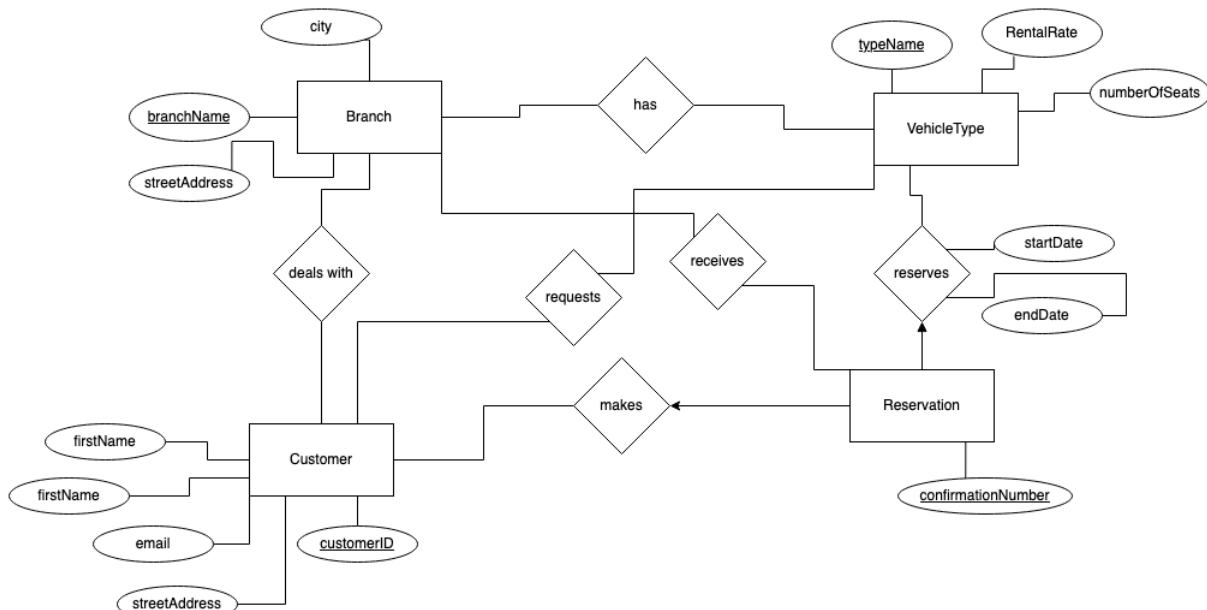 city
typeName
RentalRate
numberOfSeats
branchName
Branch
has
VehicleType
streetAddress
deals with
requests
receives
reserves
startDate
endDate
makes
Reservation
firstName
Customer
firstName
confirmationNumber
email
customerID
streetAddress